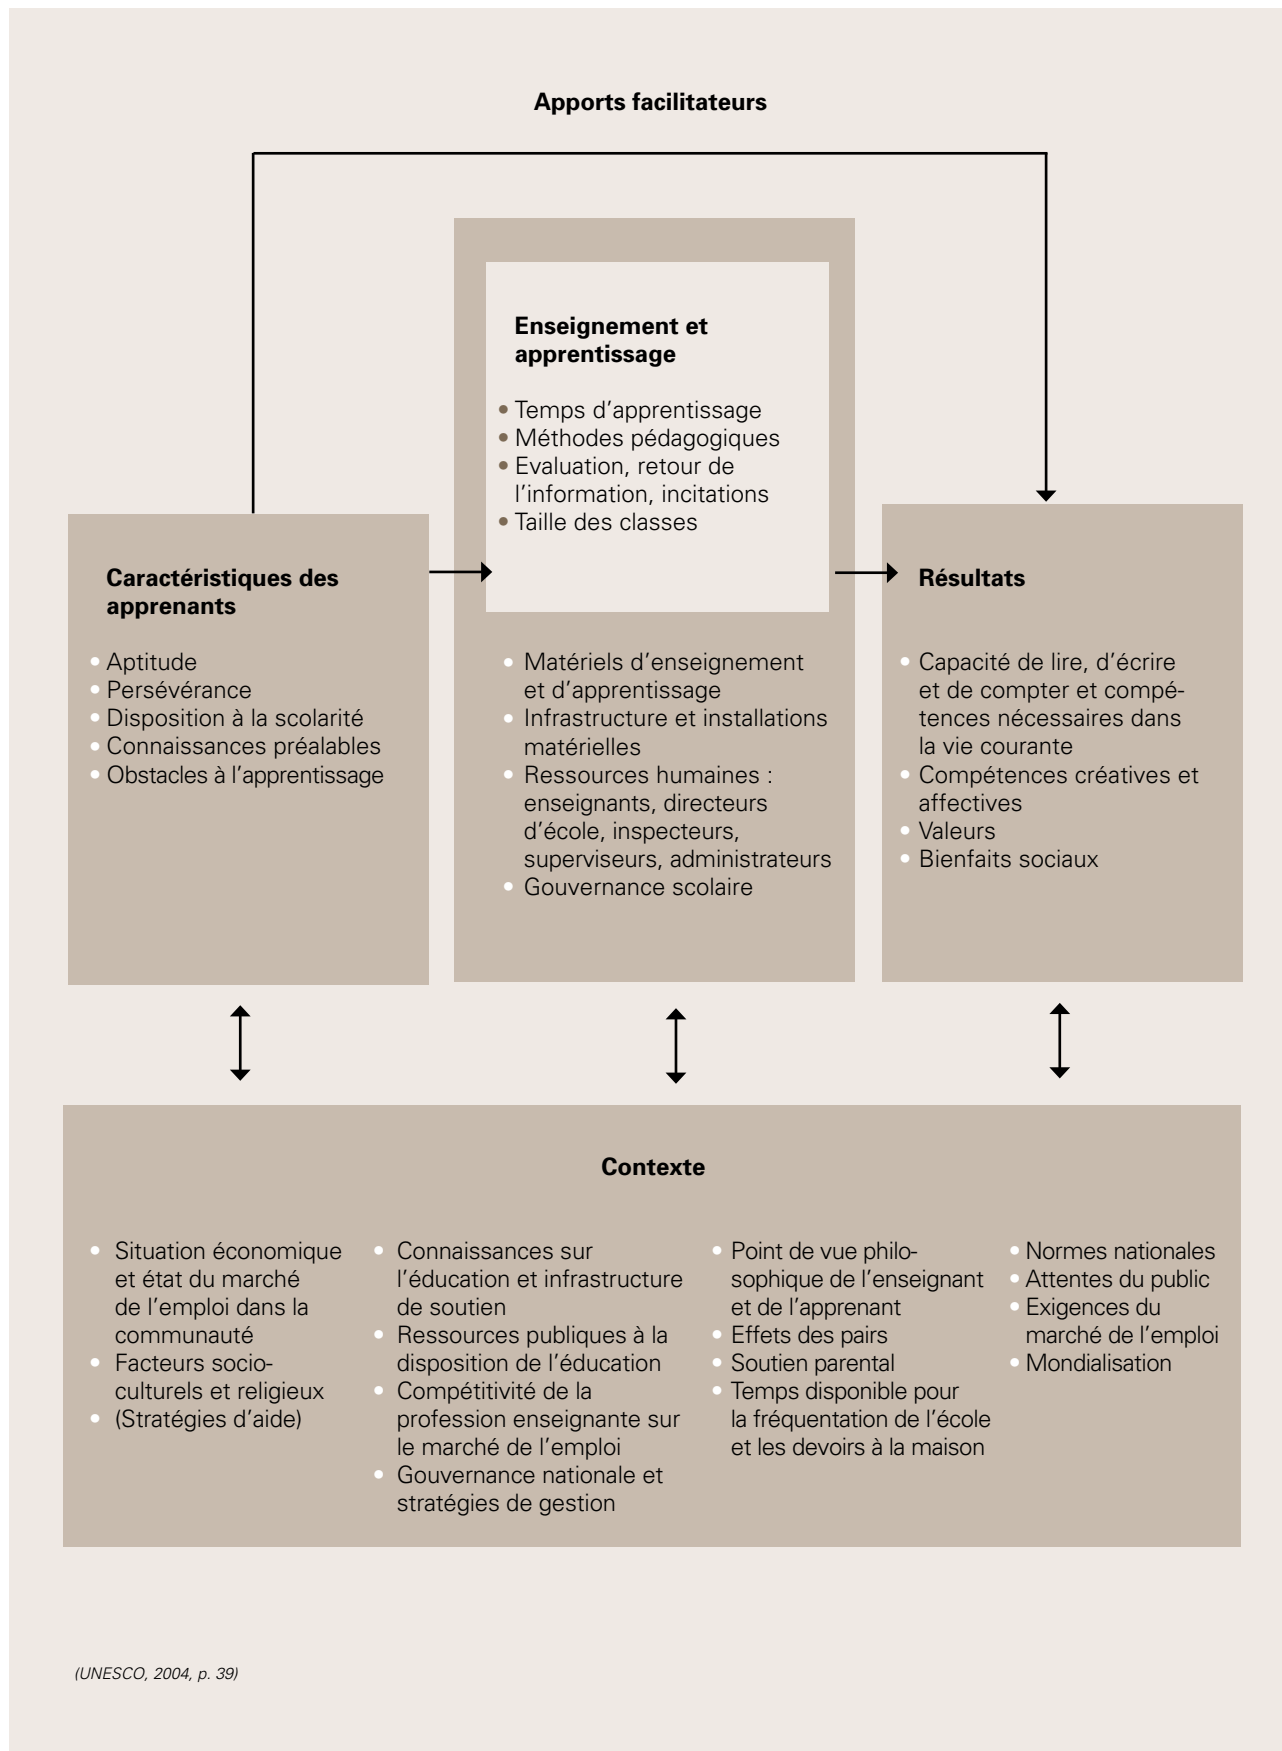 Apports facilitateurs
Enseignement et
apprentissage
• Temps d’apprentissage
• Méthodes pédagogiques
• Evaluation, retour de
l’information, incitations
• Taille des classes
Caractéristiques des
apprenants
• Aptitude
• Persévérance
• Disposition à la scolarité
• Connaissances préalables
• Obstacles à l’apprentissage
• Matériels d’enseignement
et d’apprentissage
• Infrastructure et installations
matérielles
• Ressources humaines :
enseignants, directeurs
d’école, inspecteurs,
superviseurs, administrateurs
• Gouvernance scolaire
Résultats
• Capacité de lire, d’écrire
et de compter et compé-
tences nécessaires dans
la vie courante
• Compétences créatives et
affectives
• Valeurs
• Bienfaits sociaux
Contexte
• Situation économique
et état du marché
de l’emploi dans la
communauté
• Facteurs socio-
culturels et religieux
• (Stratégies d’aide)
• Connaissances sur
l’éducation et infrastructure
de soutien
• Ressources publiques à la
disposition de l’éducation
• Compétitivité de la
profession enseignante sur
le marché de l’emploi
• Gouvernance nationale et
stratégies de gestion
• Point de vue philo-
sophique de l’enseignant
et de l’apprenant
• Effets des pairs
• Soutien parental
• Temps disponible pour
la fréquentation de l’école
et les devoirs à la maison
• Normes nationales
• Attentes du public
• Exigences du
marché de l’emploi
• Mondialisation
(UNESCO, 2004, p. 39)